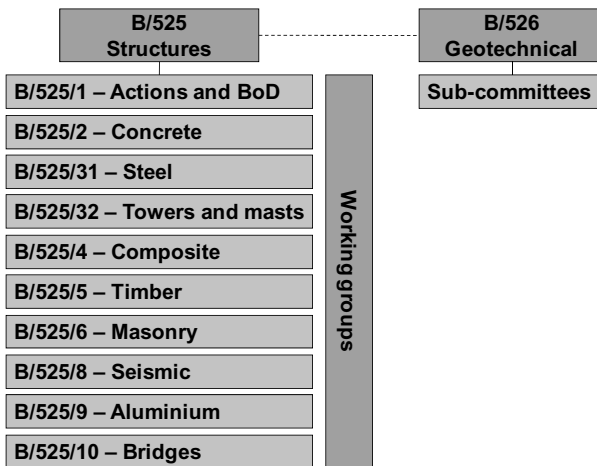 B/525
Structures
B/526
Geotechnical
B/525/1 – Actions and BoD
B/525/2 – Concrete
B/525/31 – Steel
B/525/32 – Towers and masts
B/525/4 – Composite
B/525/5 – Timber
B/525/6 – Masonry
B/525/8 – Seismic
B/525/9 – Aluminium
B/525/10 – Bridges
Working groups
Sub-committees